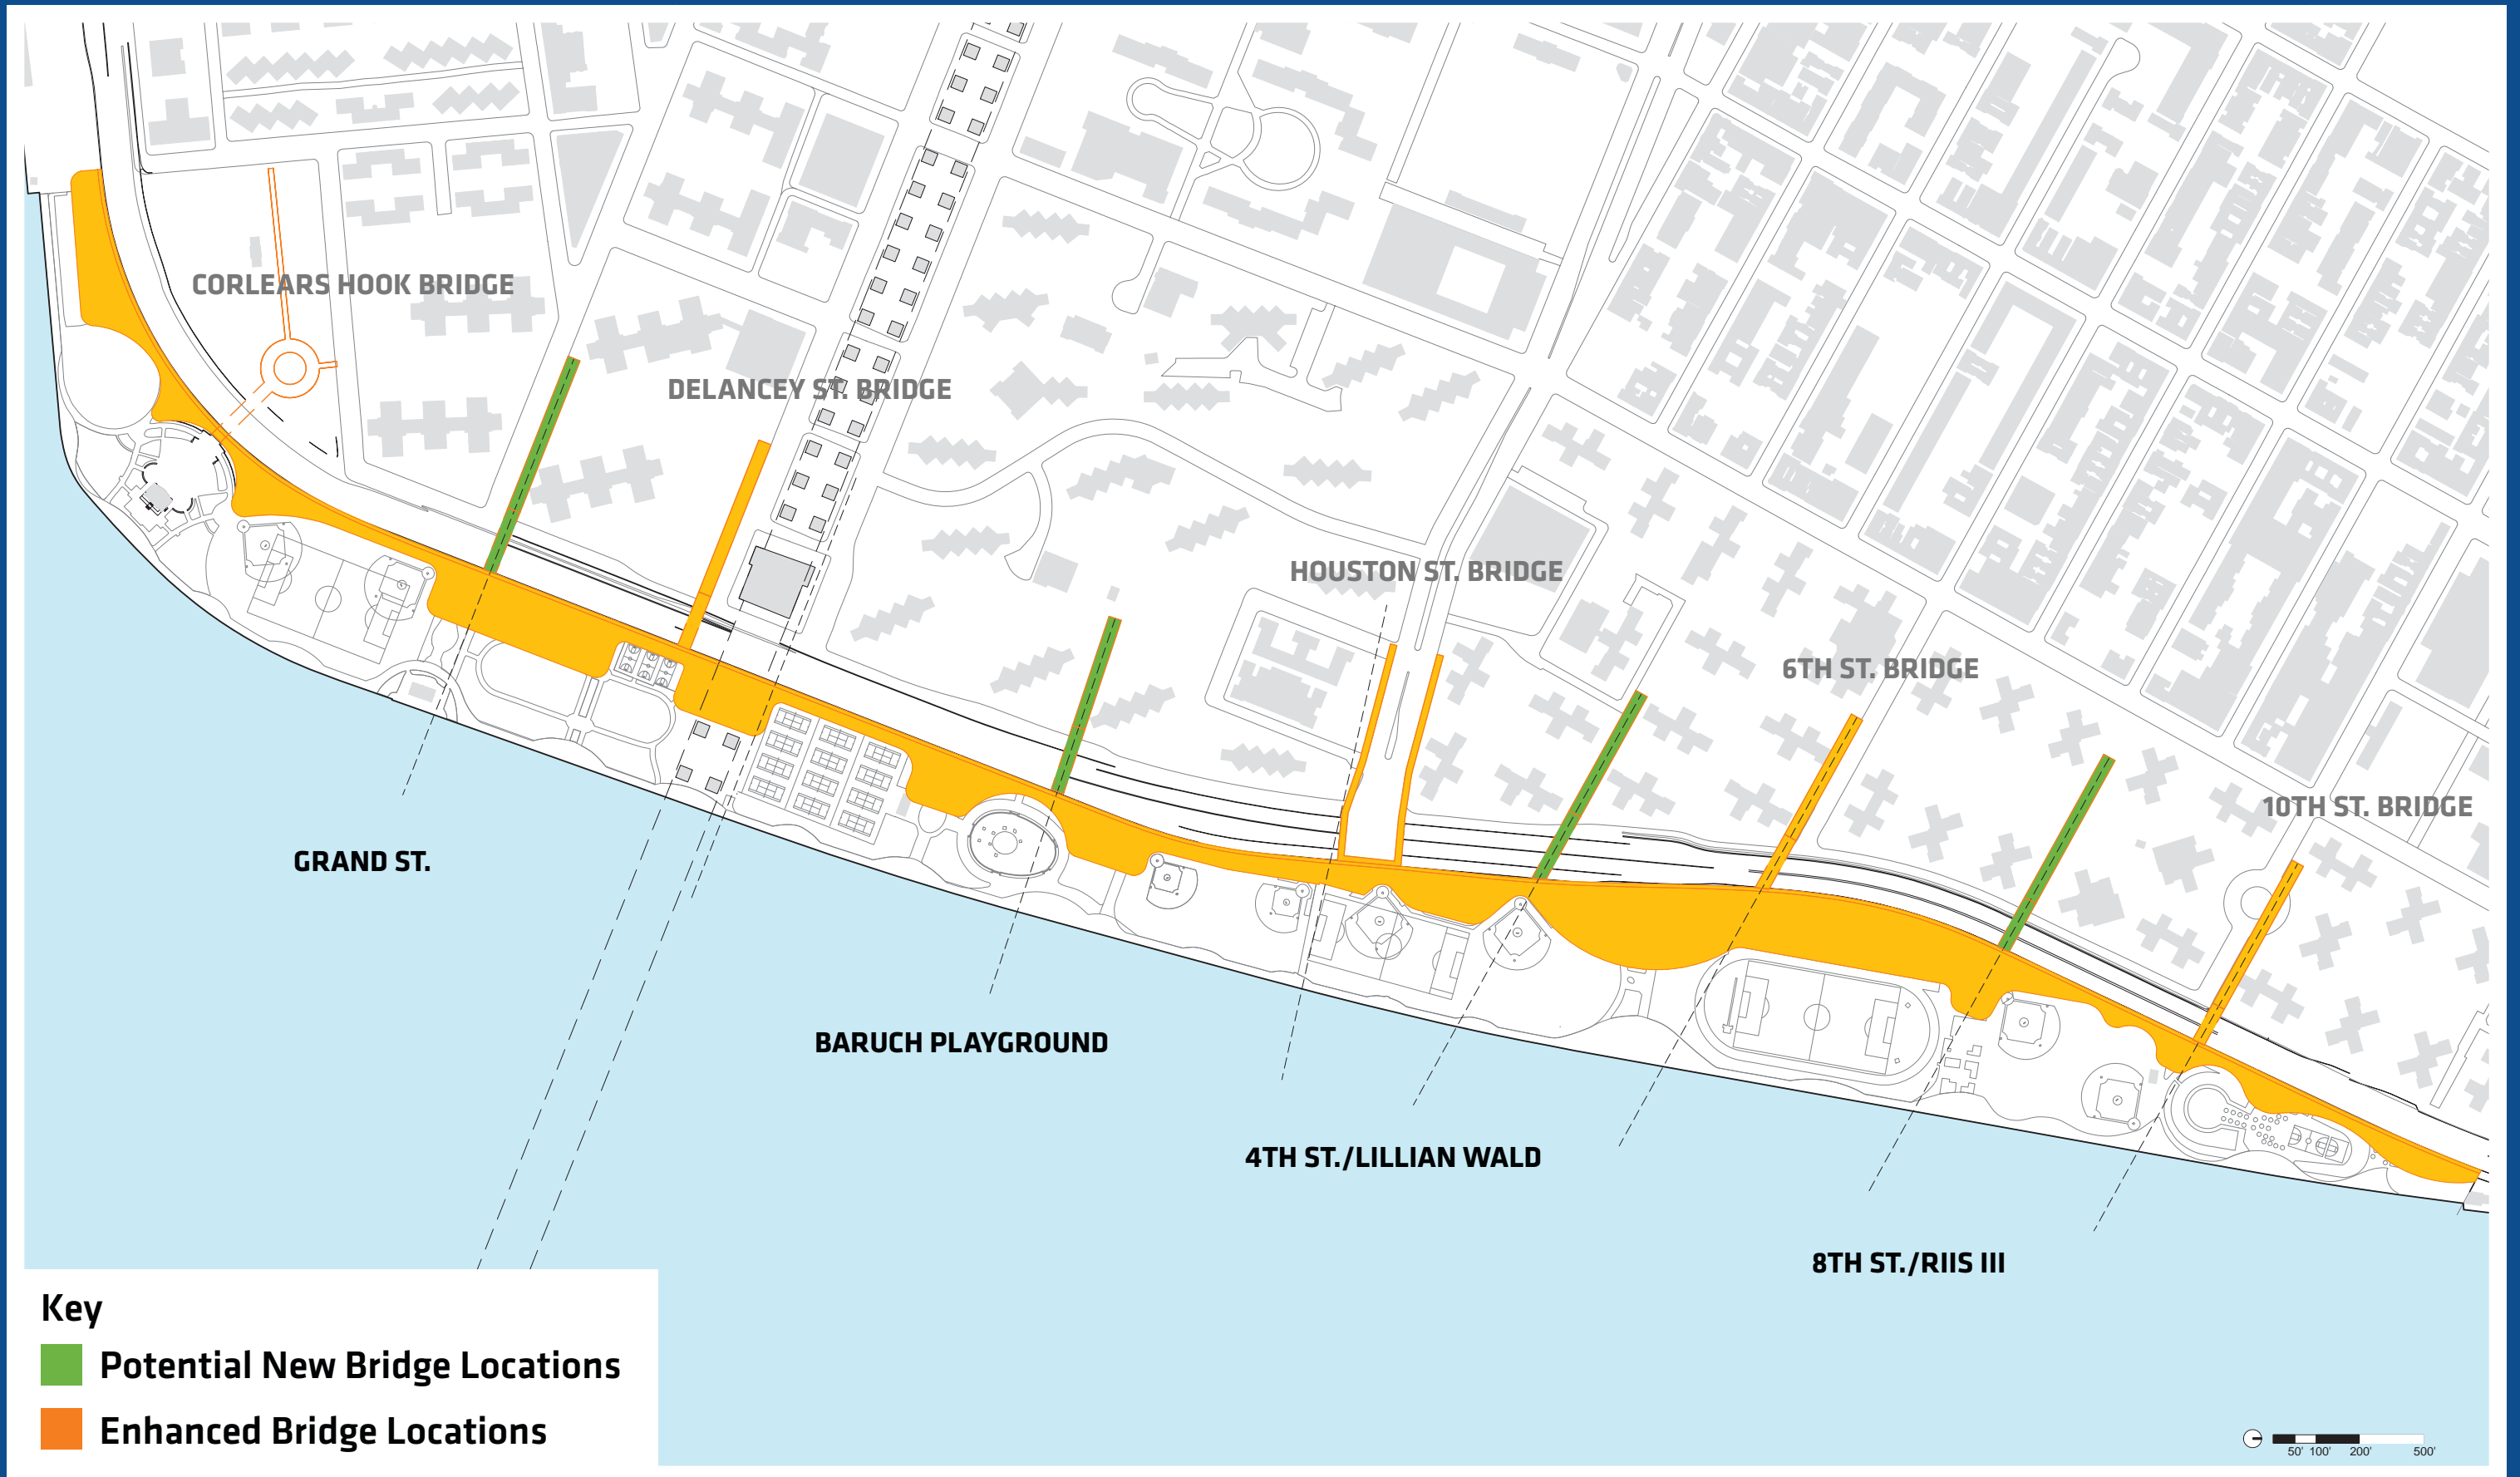 CORLEARS HOOK BRIDGE
DELANCEY ST. BRIDGE
HOUSTON ST. BRIDGE
6TH ST. BRIDGE
10TH ST. BRIDGE
GRAND ST.
BARUCH PLAYGROUND
4TH ST./LILLIAN WALD
8TH ST./RIIS III
Key
Potential New Bridge Locations
Enhanced Bridge Locations
50' 100' 200' 500'